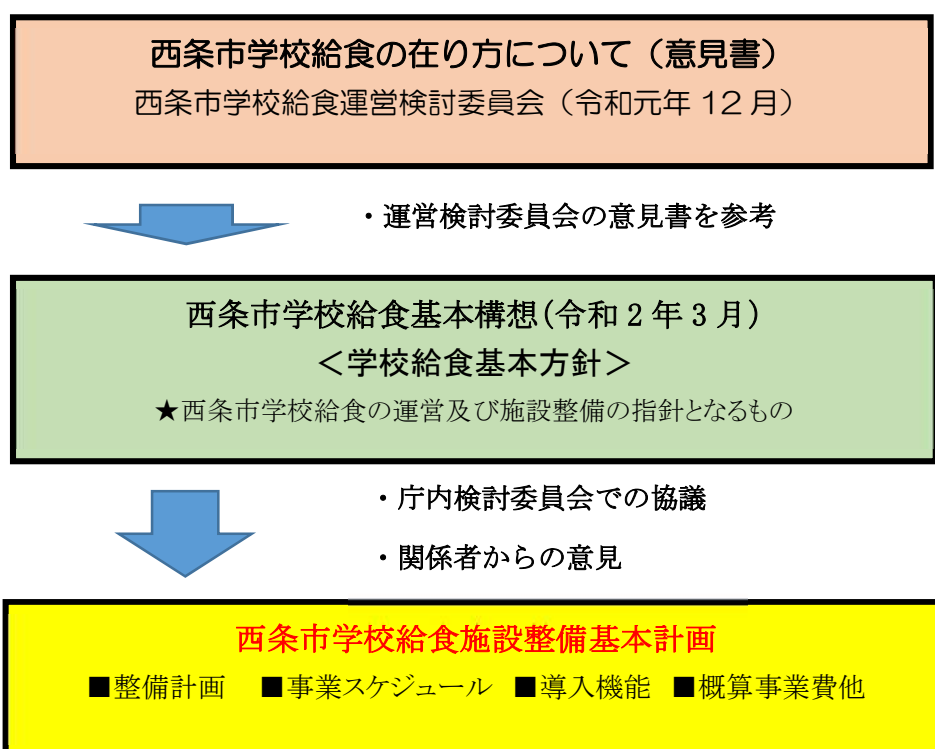 西条市学校給食の在り方について（意見書）
西条市学校給食運営検討委員会（令和元年 12 月）
・運営検討委員会の意見書を参考
西条市学校給食基本構想(令和 2 年 3 月)
＜学校給食基本方針＞
★西条市学校給食の運営及び施設整備の指針となるもの
・庁内検討委員会での協議
・関係者からの意見
西条市学校給食施設整備基本計画
■整備計画　■事業スケジュール　■導入機能　■概算事業費他